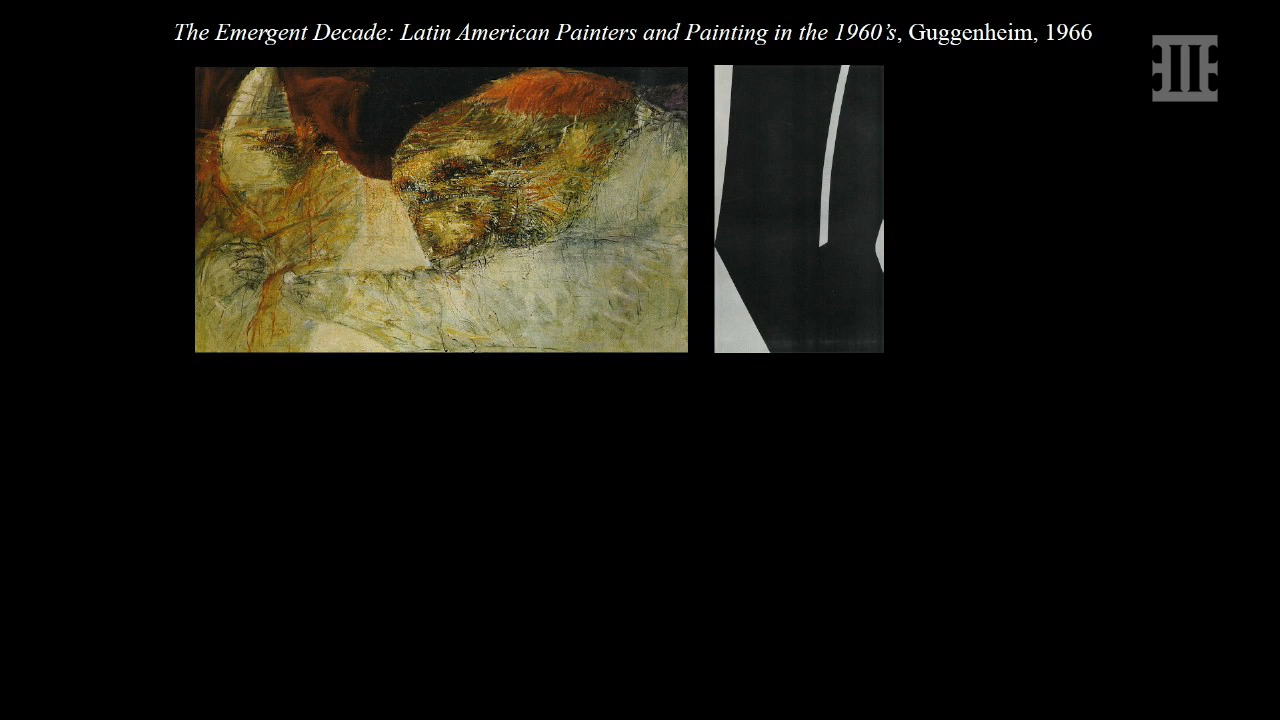 The Emergent Decade: Latin American Painters and Painting in the 1960’s, Guggenheim, 1966